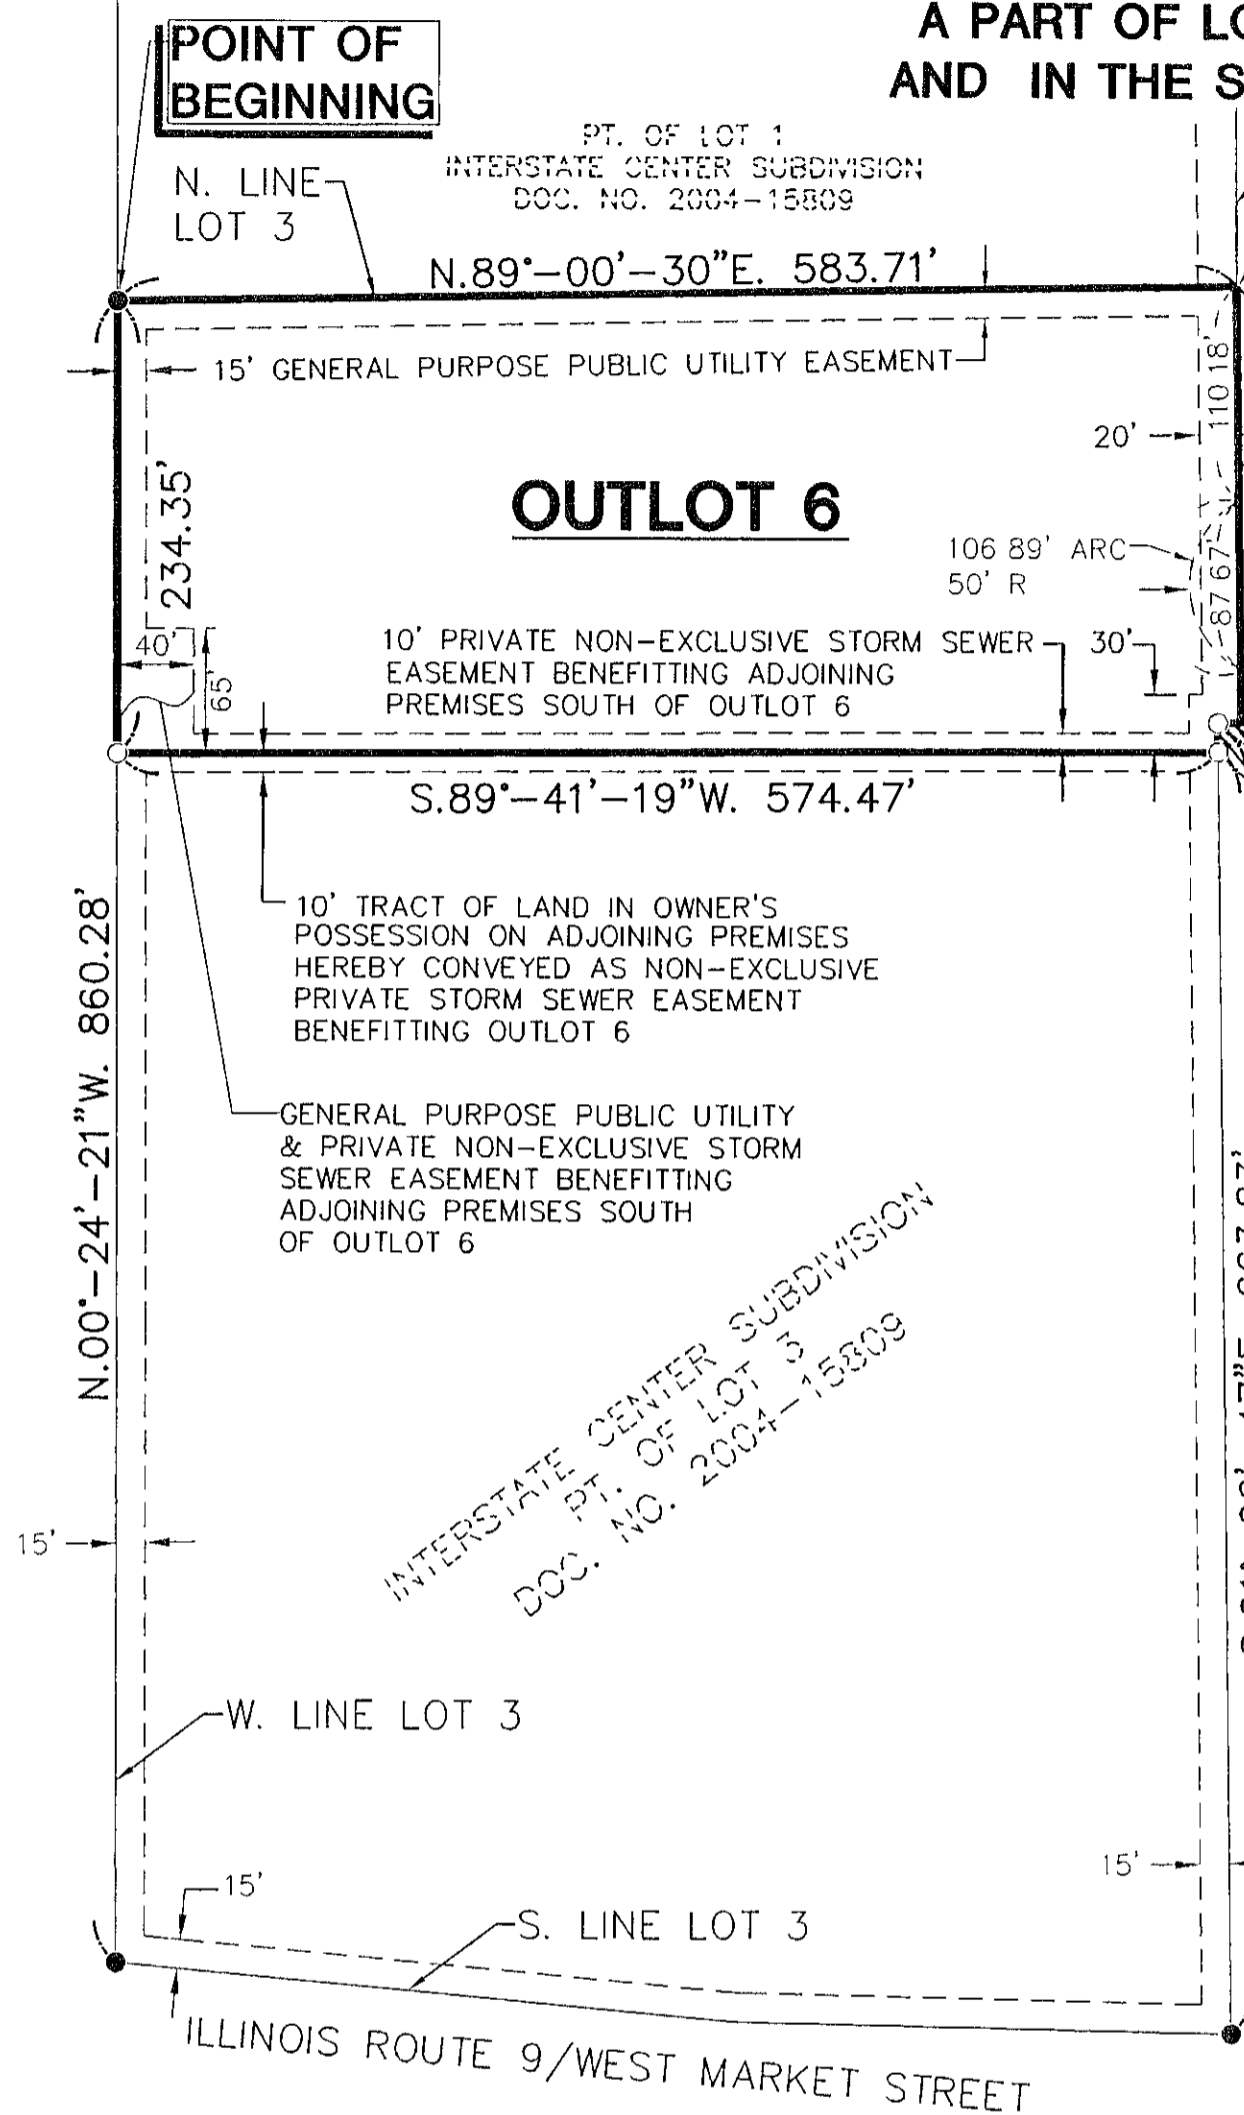 A PART OF LO
AND IN THE S
POINT OF
BEGINNING
PT. OF LOT 1
INTERSTATE CENTER SUBDIVISION
DOC. NO. 2004-15809
N. LINE
LOT 3
N.89°-00'-30"E. 583.71'
15' GENERAL PURPOSE PUBLIC UTILITY EASEMENT
110 18'
20'
OUTLOT 6
234.35'
106 89' ARC
50' R
87 67'
40'
65'
10' PRIVATE NON-EXCLUSIVE STORM SEWER
EASEMENT BENEFITTING ADJOINING
PREMISES SOUTH OF OUTLOT 6
30'
S.89°-41'-19"W. 574.47'
N.00°-24'-21"W. 860.28'
10' TRACT OF LAND IN OWNER'S
POSSESSION ON ADJOINING PREMISES
HEREBY CONVEYED AS NON-EXCLUSIVE
PRIVATE STORM SEWER EASEMENT
BENEFITTING OUTLOT 6
GENERAL PURPOSE PUBLIC UTILITY
& PRIVATE NON-EXCLUSIVE STORM
SEWER EASEMENT BENEFITTING
ADJOINING PREMISES SOUTH
OF OUTLOT 6
INTERSTATE CENTER SUBDIVISION
PT. OF LOT 3
DOC. NO. 2004-15809
15'
W. LINE LOT 3
15'
15'
S. LINE LOT 3
ILLINOIS ROUTE 9/WEST MARKET STREET